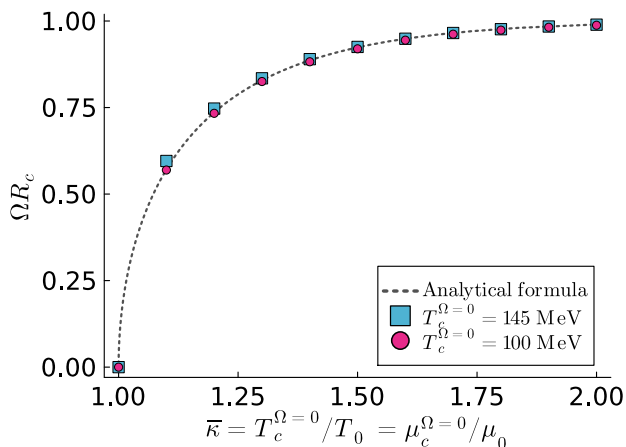 1.00
0.75
0.50
0.25
0.00
ΩR_c
Analytical formula
T_c^{Ω=0} = 145 MeV
T_c^{Ω=0} = 100 MeV
1.00 1.25 1.50 1.75 2.00
κ̅ = T_c^{Ω=0}/T_0 = μ_c^{Ω=0}/μ_0